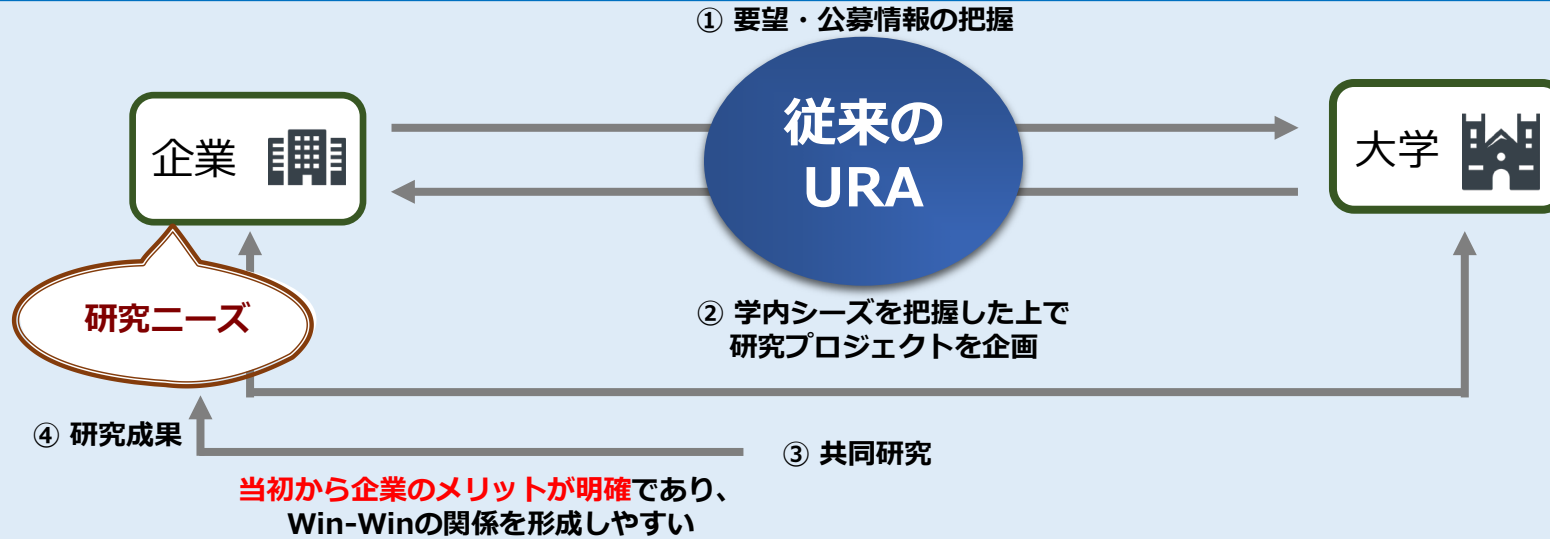 ① 要望・公募情報の把握
従来の
URA
企業
大学
研究ニーズ
② 学内シーズを把握した上で
研究プロジェクトを企画
④ 研究成果
③ 共同研究
当初から企業のメリットが明確であり、
Win-Winの関係を形成しやすい